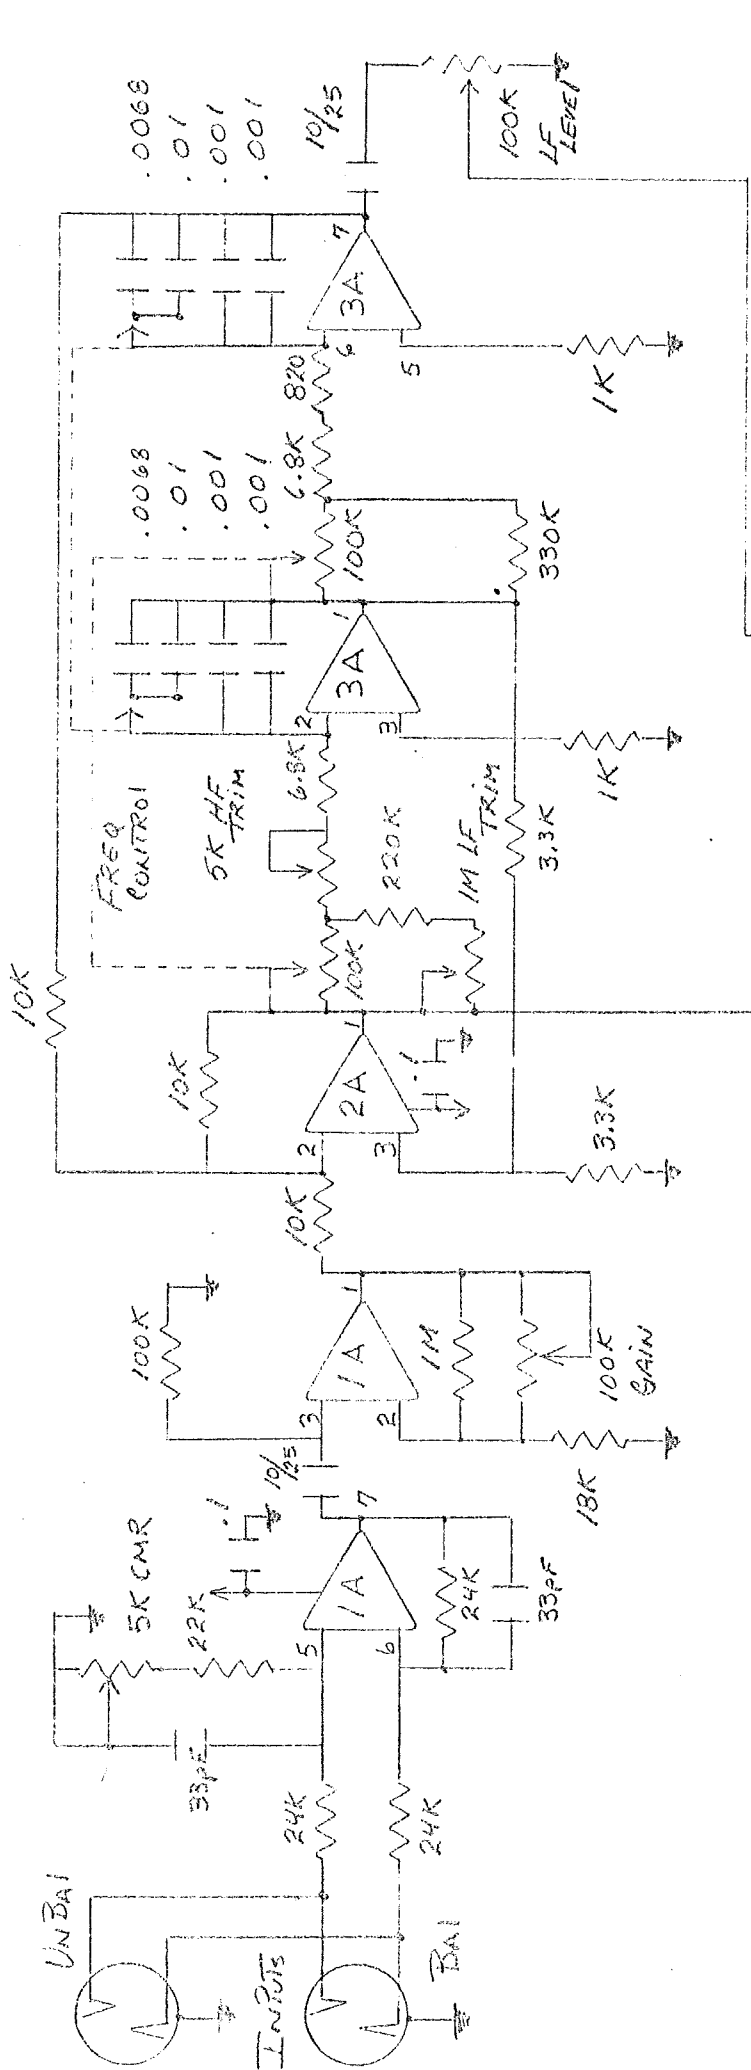 UNBAl
INPUTS
BAl
24K
24K
33pF
5K CMR
22K
.1
5
6
1A
7
24K
33pF
10/25
100K
3
2
1A
1
1M
100K
GAIN
18K
10K
10K
10K
2
3
2A
1
.1
3.3K
FREQ
CONTROl
100K
5K HF
TRIM
6.8K
220K
1M LF
TRIM
3.3K
2
3
3A
1
1K
.0068
.01
.001
.001
100K
6.8K
820
330K
6
5
3A
7
1K
.0068
.01
.001
.001
10/25
100K
LF
LEVEL